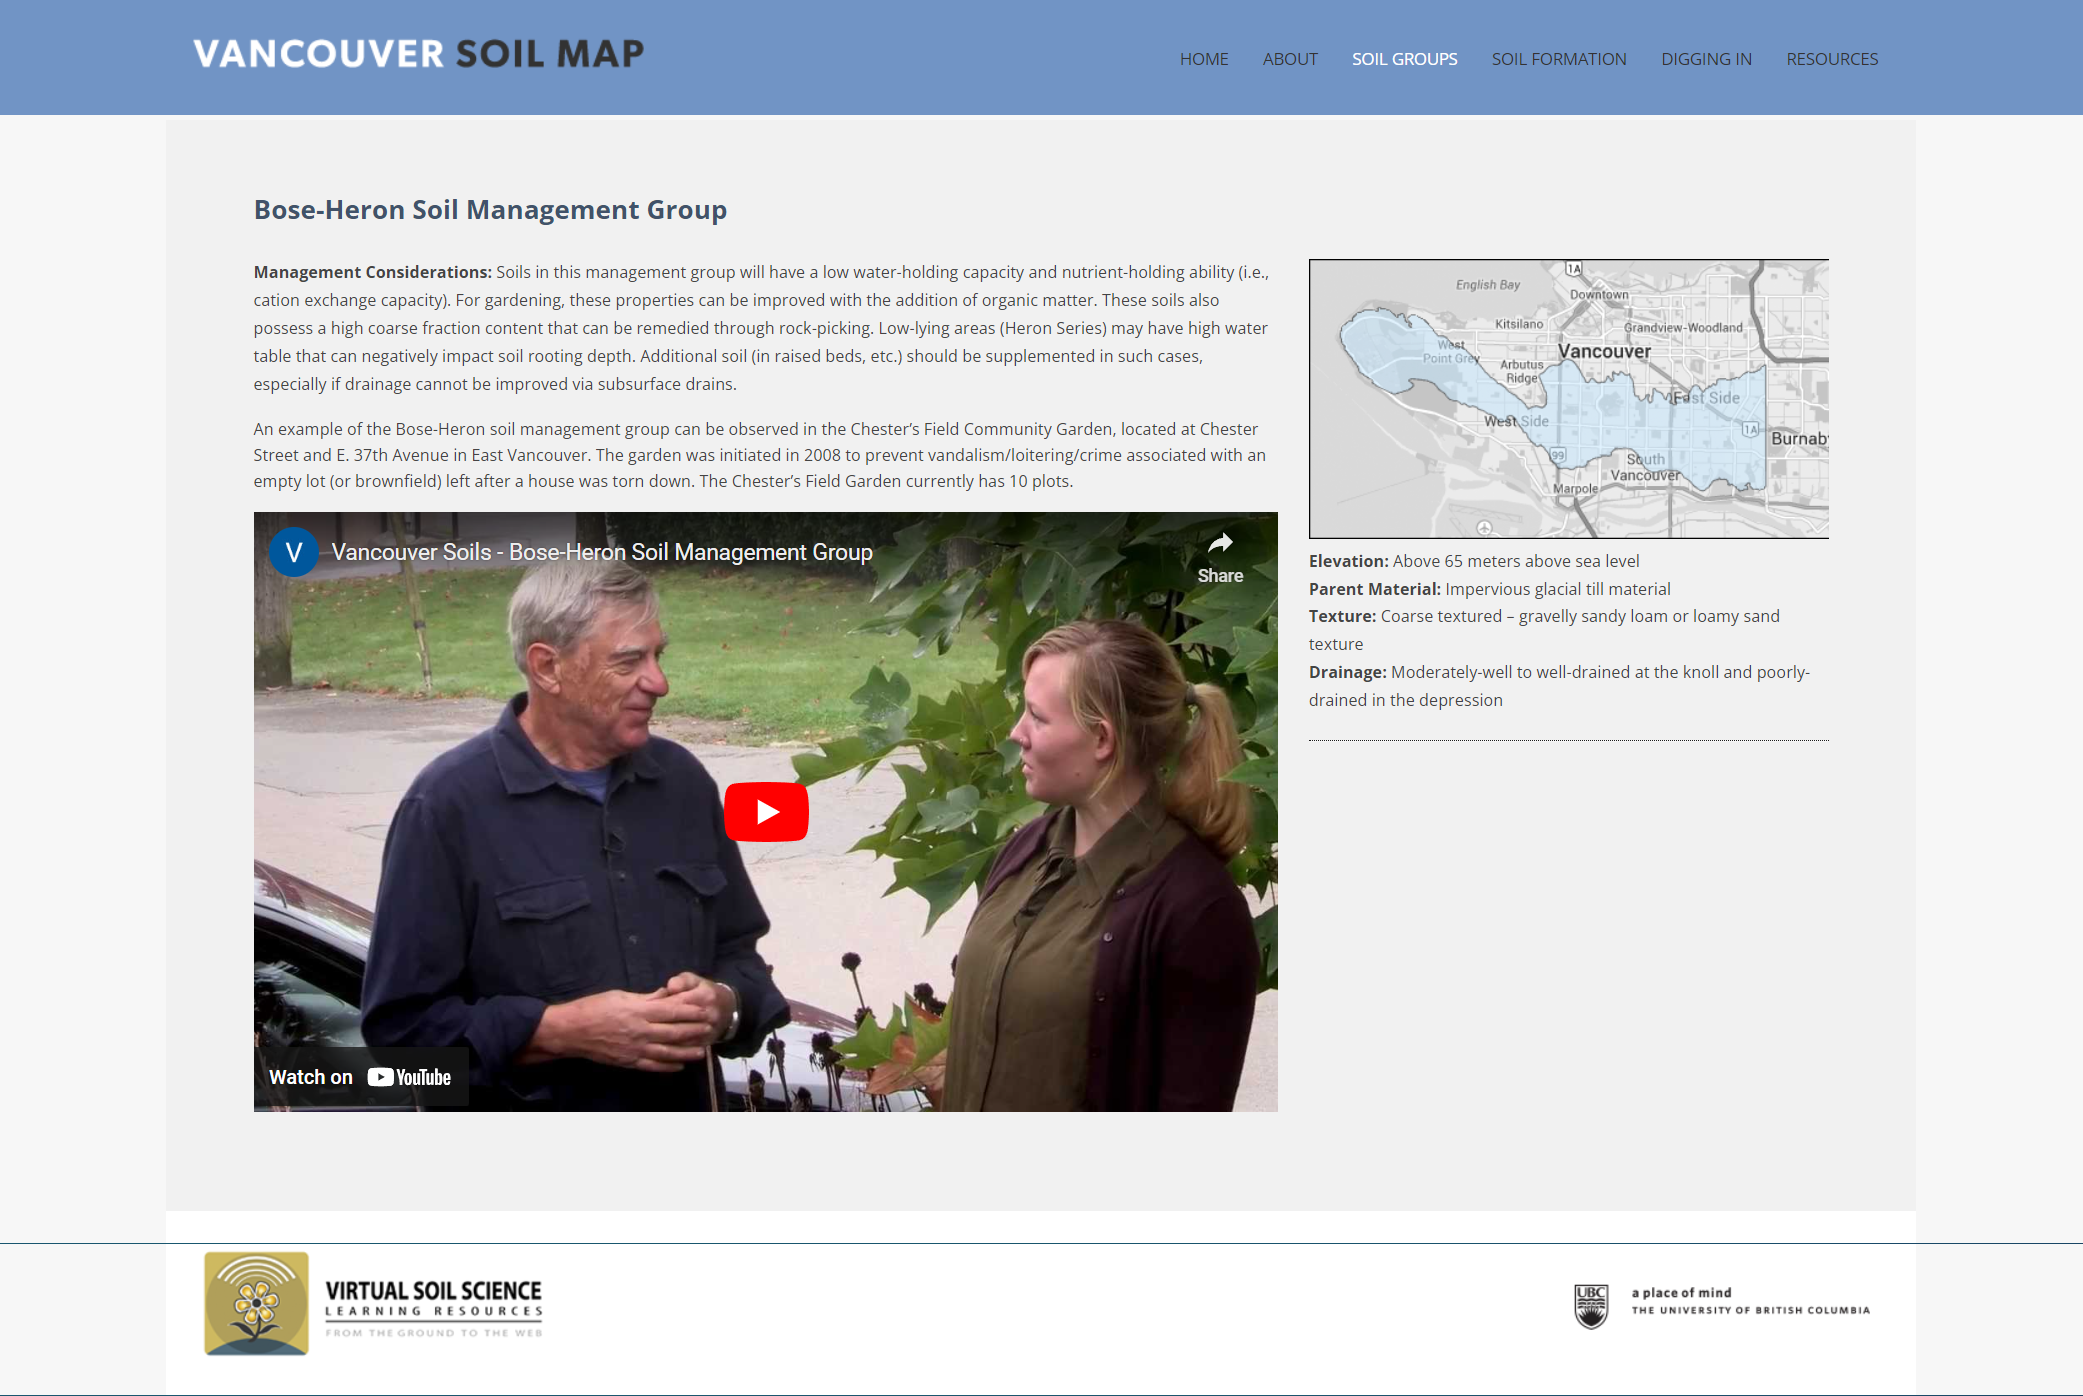 VANCOUVER SOIL MAP
HOME ABOUT SOIL GROUPS SOIL FORMATION DIGGING IN RESOURCES
Bose-Heron Soil Management Group
Management Considerations: Soils in this management group will have a low water-holding capacity and nutrient-holding ability (i.e.,
cation exchange capacity). For gardening, these properties can be improved with the addition of organic matter. These soils also
possess a high coarse fraction content that can be remedied through rock-picking. Low-lying areas (Heron Series) may have high water
table that can negatively impact soil rooting depth. Additional soil (in raised beds, etc.) should be supplemented in such cases,
especially if drainage cannot be improved via subsurface drains.
An example of the Bose-Heron soil management group can be observed in the Chester’s Field Community Garden, located at Chester
Street and E. 37th Avenue in East Vancouver. The garden was initiated in 2008 to prevent vandalism/loitering/crime associated with an
empty lot (or brownfield) left after a house was torn down. The Chester’s Field Garden currently has 10 plots.
V Vancouver Soils - Bose-Heron Soil Management Group
Share
Watch on YouTube
1A
English Bay
Downtown
Kitsilano
Grandview-Woodland
West
Point Grey
Vancouver
Arbutus
Ridge
East Side
West Side
1A
Burnab
99
South
Vancouver
Marpole
Elevation: Above 65 meters above sea level
Parent Material: Impervious glacial till material
Texture: Coarse textured – gravelly sandy loam or loamy sand
texture
Drainage: Moderately-well to well-drained at the knoll and poorly-
drained in the depression
VIRTUAL SOIL SCIENCE
LEARNING RESOURCES
FROM THE GROUND TO THE WEB
UBC
a place of mind
THE UNIVERSITY OF BRITISH COLUMBIA